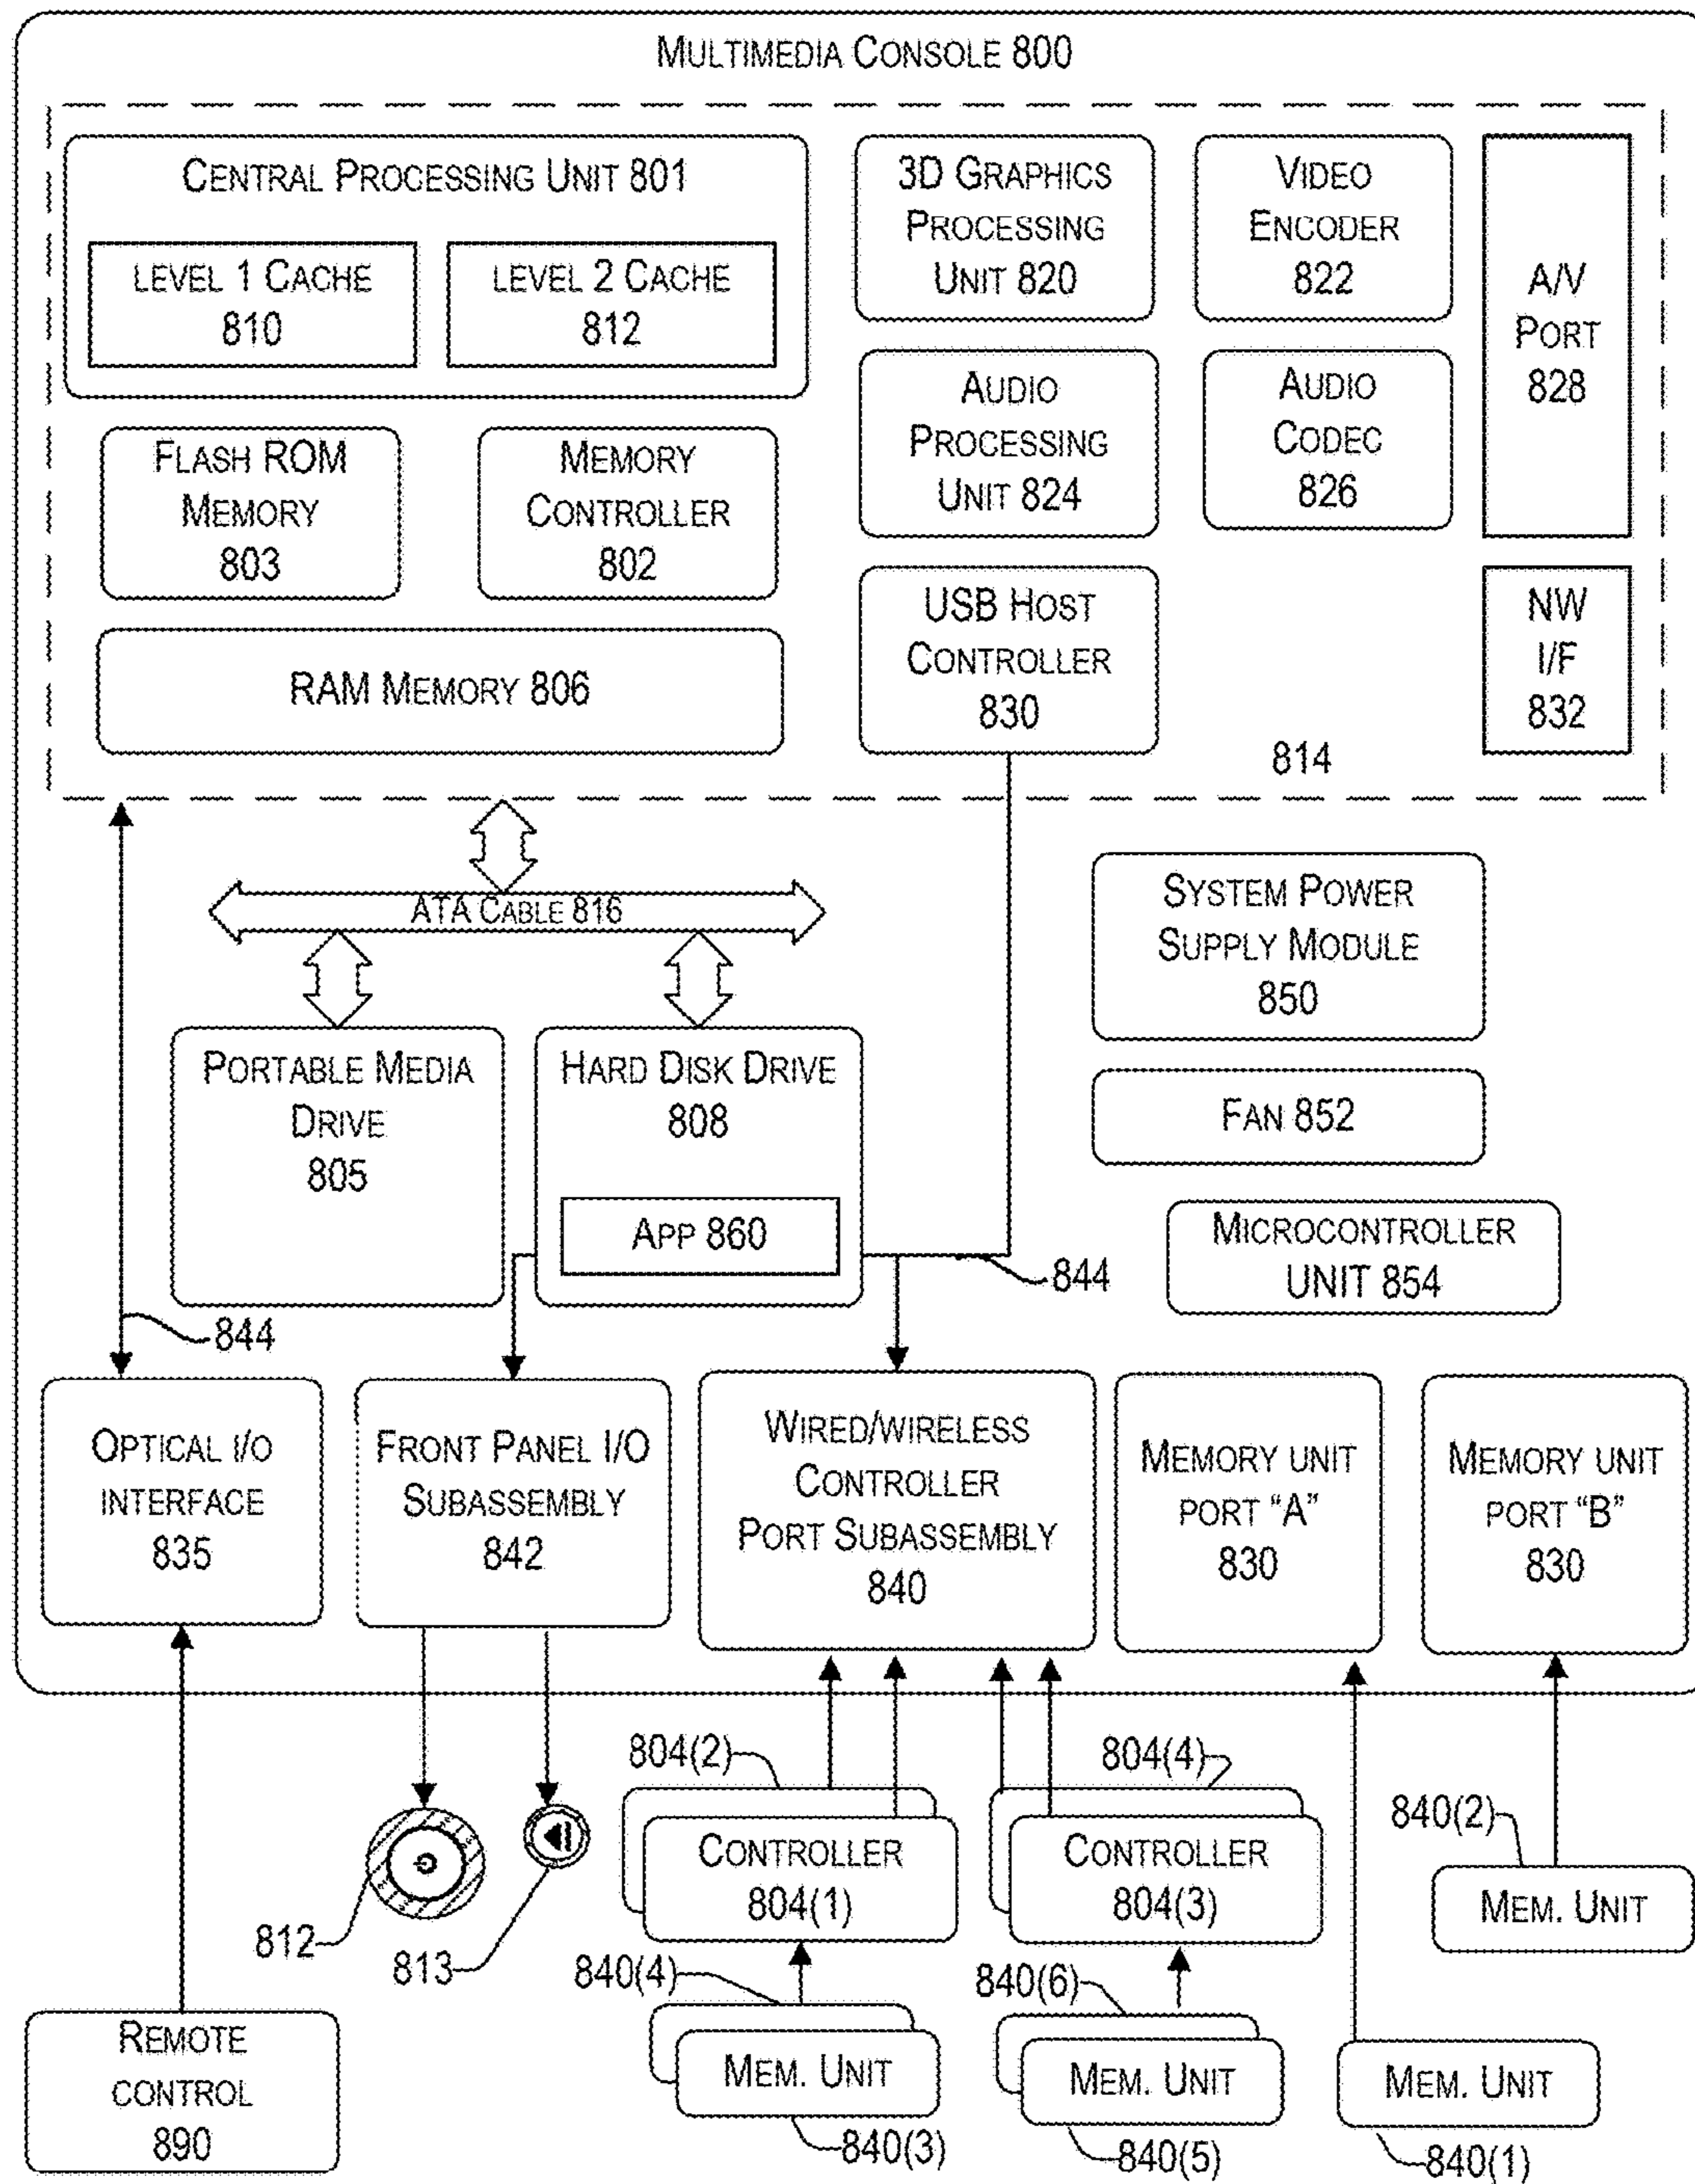 MULTIMEDIA CONSOLE 800
CENTRAL PROCESSING UNIT 801
LEVEL 1 CACHE
810
LEVEL 2 CACHE
812
3D GRAPHICS
PROCESSING
UNIT 820
VIDEO
ENCODER
822
A/V
PORT
828
FLASH ROM
MEMORY
803
MEMORY
CONTROLLER
802
AUDIO
PROCESSING
UNIT 824
AUDIO
CODEC
826
RAM MEMORY 806
USB HOST
CONTROLLER
830
NW
I/F
832
814
ATA CABLE 816
SYSTEM POWER
SUPPLY MODULE
850
PORTABLE MEDIA
DRIVE
805
HARD DISK DRIVE
808
APP 860
FAN 852
MICROCONTROLLER
UNIT 854
844
844
OPTICAL I/O
INTERFACE
835
FRONT PANEL I/O
SUBASSEMBLY
842
WIRED/WIRELESS
CONTROLLER
PORT SUBASSEMBLY
840
MEMORY UNIT
PORT “A”
830
MEMORY UNIT
PORT “B”
830
804(2)
804(4)
840(2)
CONTROLLER
804(1)
CONTROLLER
804(3)
MEM. UNIT
812
813
840(4)
840(6)
REMOTE
CONTROL
890
MEM. UNIT
MEM. UNIT
MEM. UNIT
840(3)
840(5)
840(1)